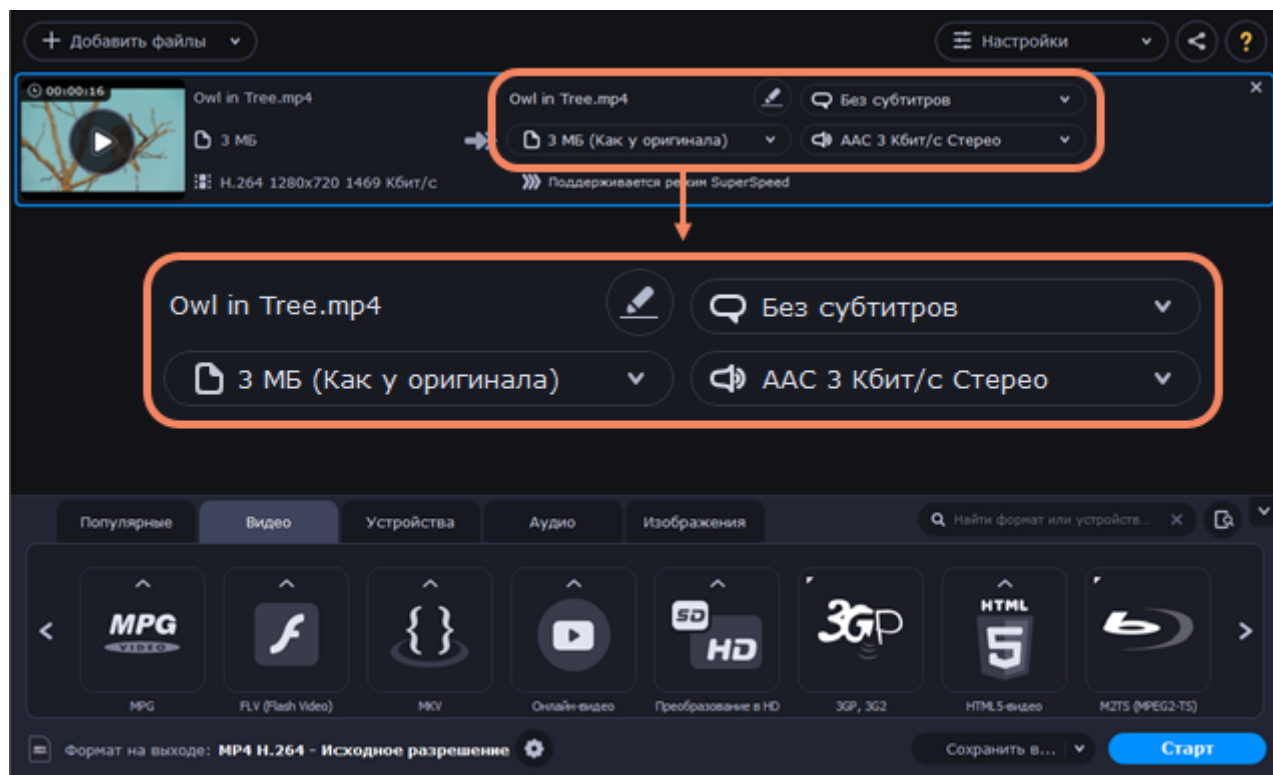 Добавить файлы
Настройки
?
00:00:16
Owl in Tree.mp4
3 МБ
H.264 1280x720 1469 Кбит/с
Owl in Tree.mp4
Без субтитров
3 МБ (Как у оригинала)
AAC 3 Кбит/с Стерео
Поддерживается режим SuperSpeed
Owl in Tree.mp4
Без субтитров
3 МБ (Как у оригинала)
AAC 3 Кбит/с Стерео
Популярные
Видео
Устройства
Аудио
Изображения
Найти формат или устройств...
MPG
VIDEO
SD
HD
3GP
HTML
5
MPG
FLV (Flash Video)
MKV
Онлайн-видео
Преобразование в HD
3GP, 3G2
HTML5-видео
M2TS (MPEG2-TS)
Формат на выходе: MP4 H.264 - Исходное разрешение
Сохранить в...
Старт